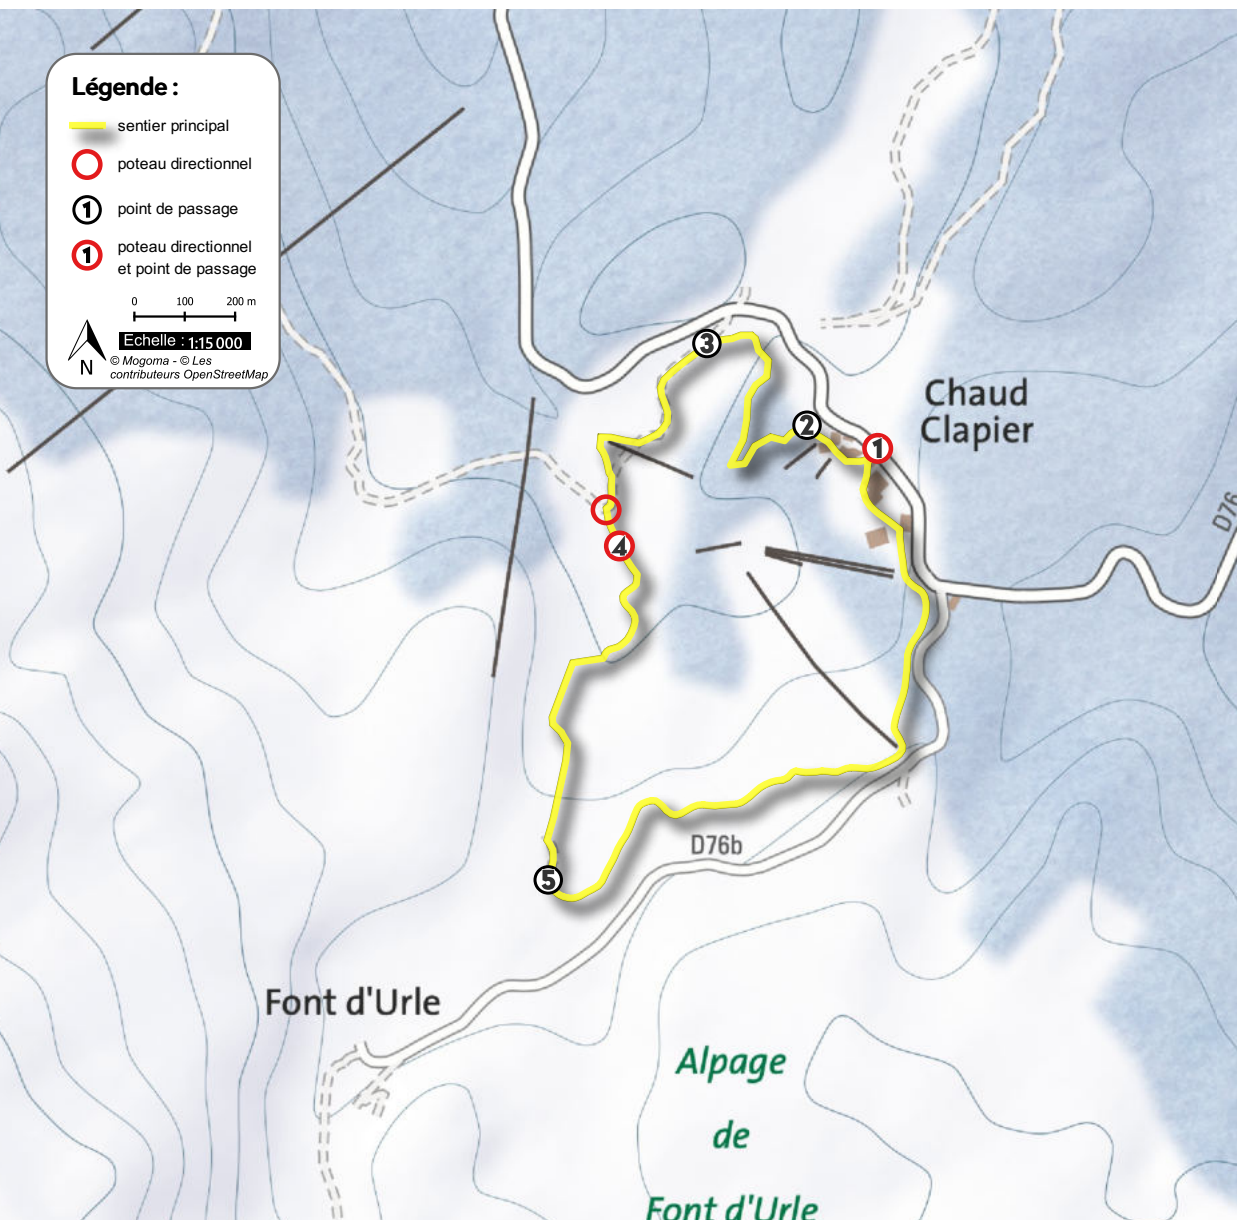 Légende :
sentier principal
poteau directionnel
1
point de passage
1
poteau directionnel
et point de passage
0 100 200 m
Echelle : 1:15 000
N
© Mogoma - © Les
contributeurs OpenStreetMap
3
Chaud
Clapier
2
1
D76
4
D76b
5
Font d'Urle
Alpage
de
Font d'Urle